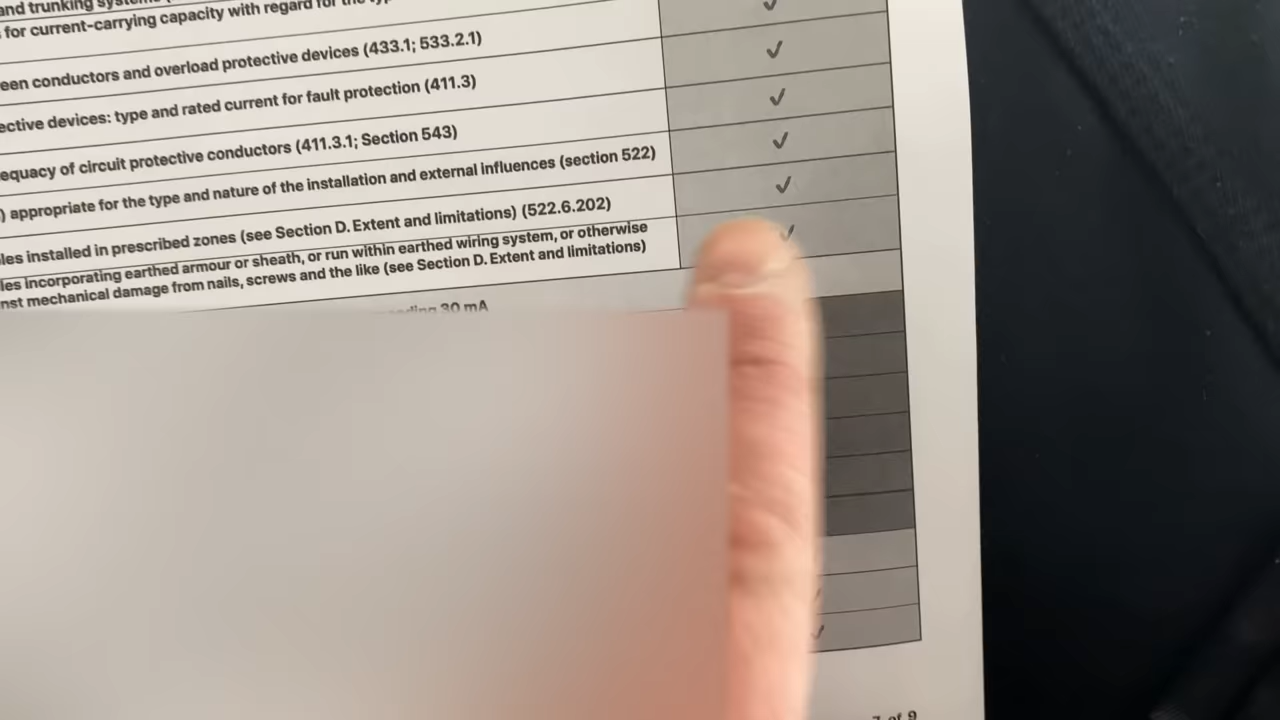 and trunking
for current-carrying capacity with regard for the
een conductors and overload protective devices (433.1; 533.2.1)
ective devices: type and rated current for fault protection (411.3)
equacy of circuit protective conductors (411.3.1; Section 543)
) appropriate for the type and nature of the installation and external influences (section 522)
les installed in prescribed zones (see Section D. Extent and limitations) (522.6.202)
les incorporating earthed armour or sheath, or run within earthed wiring system, or otherwise
nst mechanical damage from nails, screws and the like (see Section D. Extent and limitations)
30 mA
7 of 9